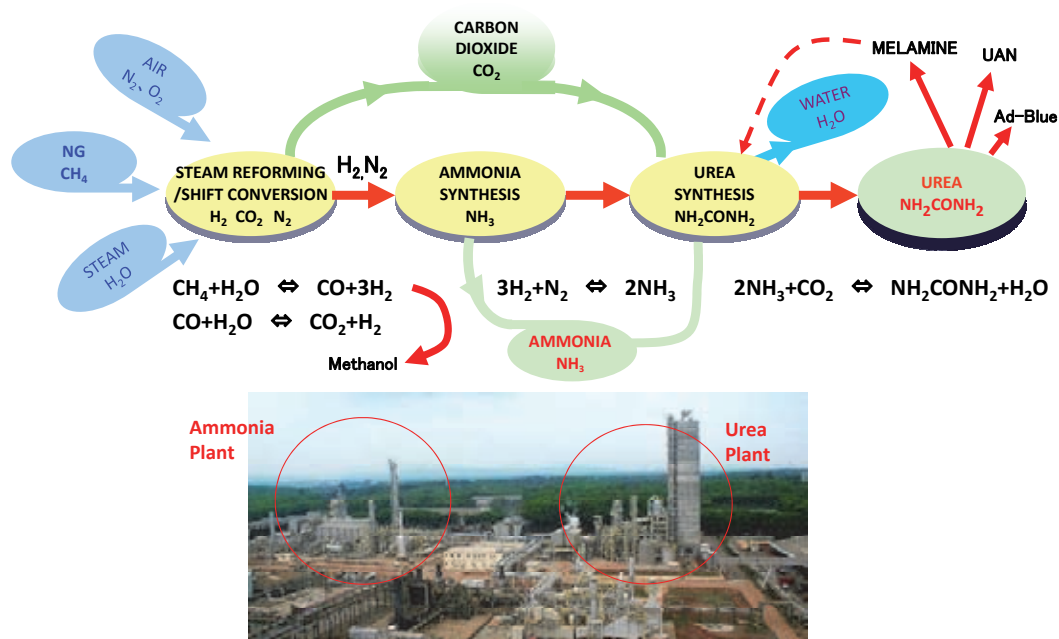 CARBON
DIOXIDE
CO₂
AIR
N₂、O₂
NG
CH₄
STEAM
H₂O
STEAM REFORMING
/SHIFT CONVERSION
H₂ CO₂ N₂
H₂,N₂
AMMONIA
SYNTHESIS
NH₃
UREA
SYNTHESIS
NH₂CONH₂
WATER
H₂O
MELAMINE
UAN
Ad-Blue
UREA
NH₂CONH₂
CH₄+H₂O ⇔ CO+3H₂
CO+H₂O ⇔ CO₂+H₂
Methanol
3H₂+N₂ ⇔ 2NH₃
2NH₃+CO₂ ⇔ NH₂CONH₂+H₂O
AMMONIA
NH₃
Ammonia
Plant
Urea
Plant